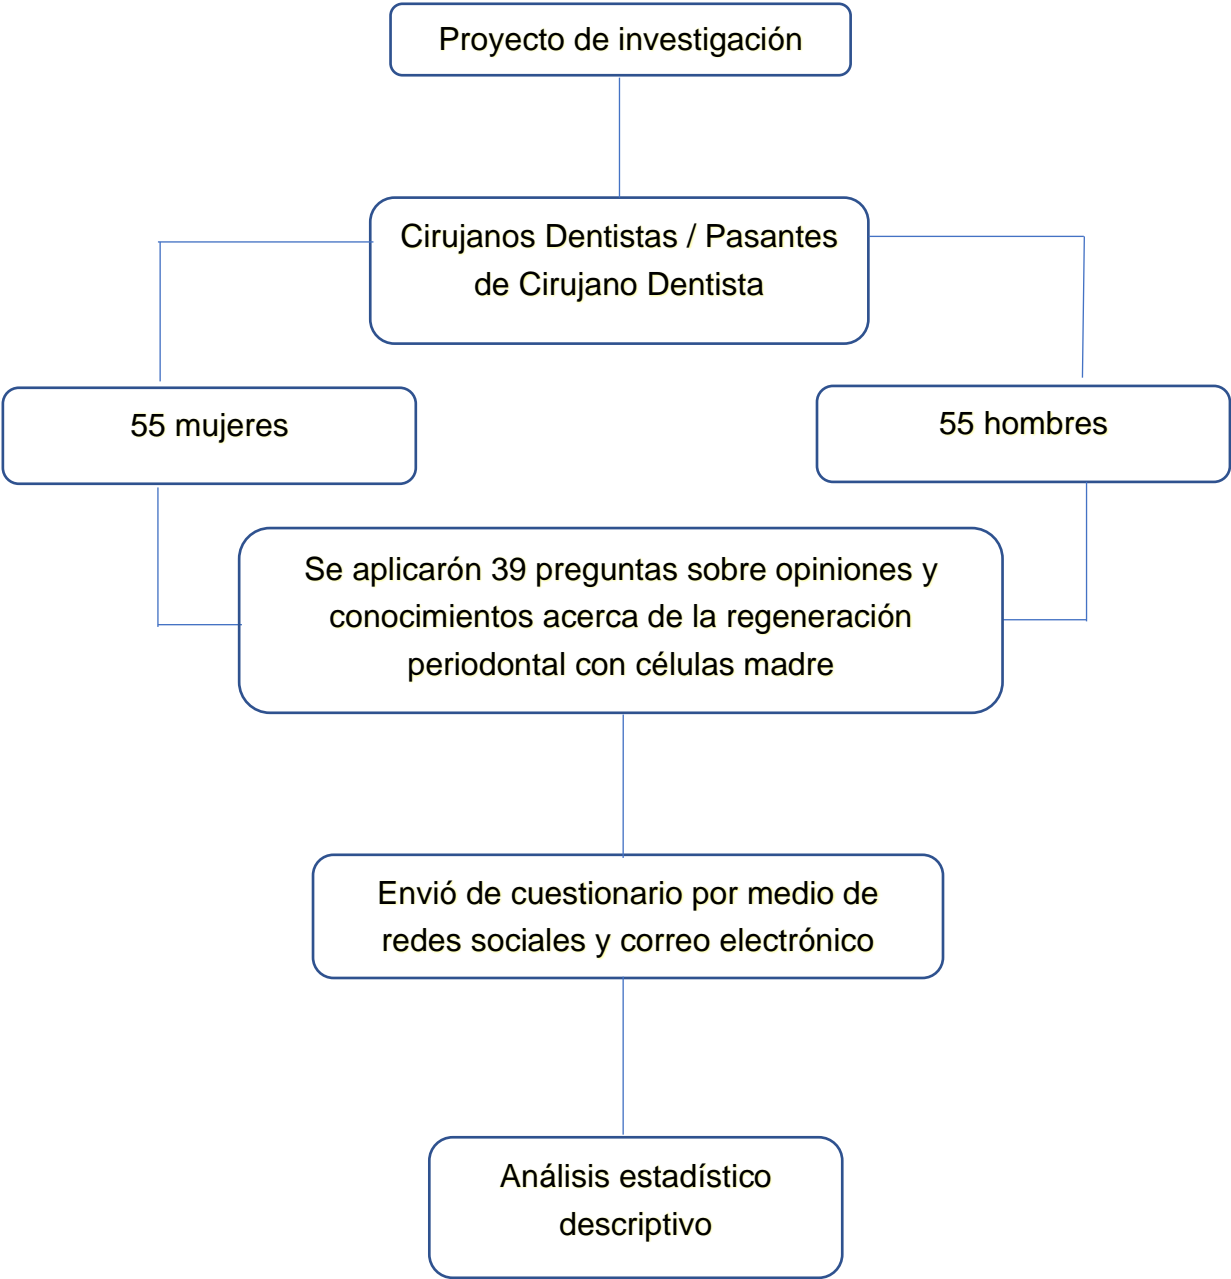 Proyecto de investigación
Cirujanos Dentistas / Pasantes
de Cirujano Dentista
55 mujeres
55 hombres
Se aplicarón 39 preguntas sobre opiniones y
conocimientos acerca de la regeneración
periodontal con células madre
Envió de cuestionario por medio de
redes sociales y correo electrónico
Análisis estadístico
descriptivo